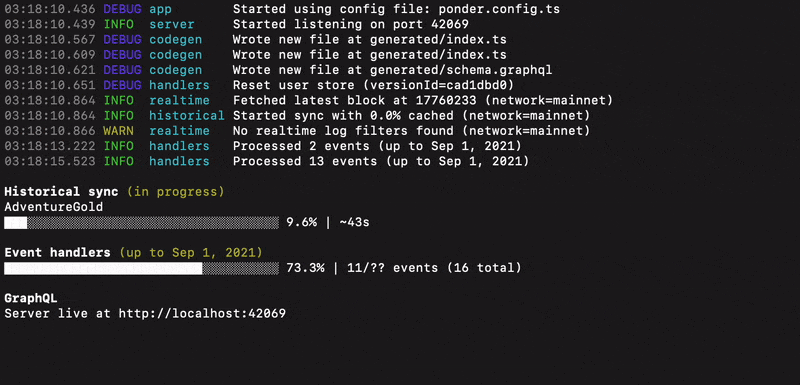 03:18:10.436 DEBUG app Started using config file: ponder.config.ts
03:18:10.439 INFO server Started listening on port 42069
03:18:10.567 DEBUG codegen Wrote new file at generated/index.ts
03:18:10.609 DEBUG codegen Wrote new file at generated/index.ts
03:18:10.621 DEBUG codegen Wrote new file at generated/schema.graphql
03:18:10.651 DEBUG handlers Reset user store (versionId=cad1dbd0)
03:18:10.864 INFO realtime Fetched latest block at 17760233 (network=mainnet)
03:18:10.864 INFO historical Started sync with 0.0% cached (network=mainnet)
03:18:10.866 WARN realtime No realtime log filters found (network=mainnet)
03:18:13.222 INFO handlers Processed 2 events (up to Sep 1, 2021)
03:18:15.523 INFO handlers Processed 13 events (up to Sep 1, 2021)
Historical sync (in progress)
AdventureGold
9.6% | ~43s
Event handlers (up to Sep 1, 2021)
73.3% | 11/?? events (16 total)
GraphQL
Server live at http://localhost:42069